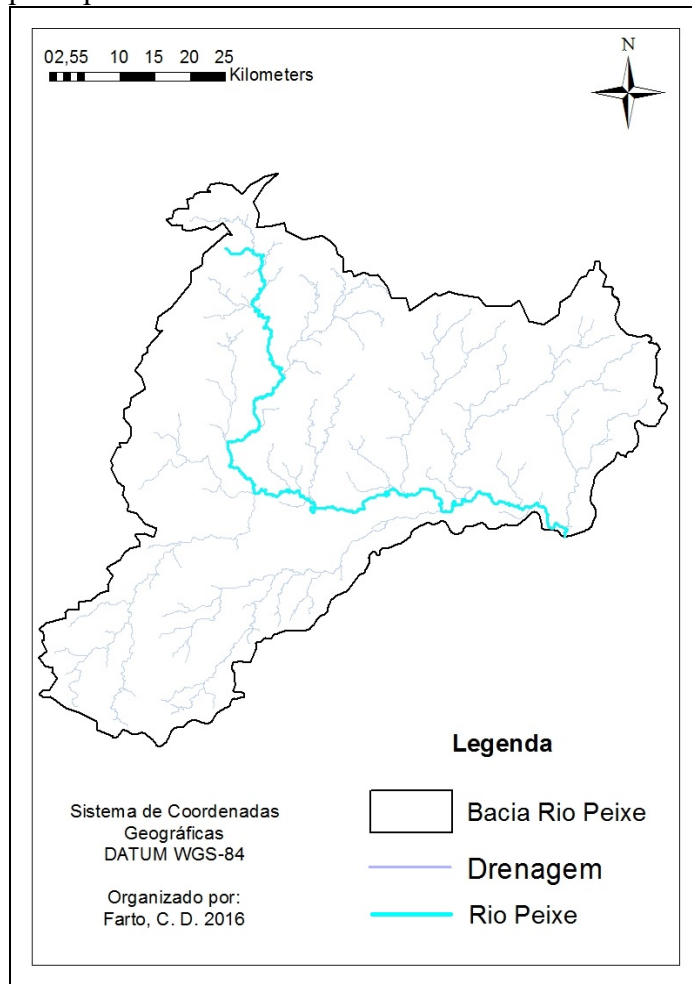 02,55 10 15 20 25
Kilometers
N
Legenda
Bacia Rio Peixe
Drenagem
Rio Peixe
Sistema de Coordenadas
Geográficas
DATUM WGS-84
Organizado por:
Farto, C. D. 2016